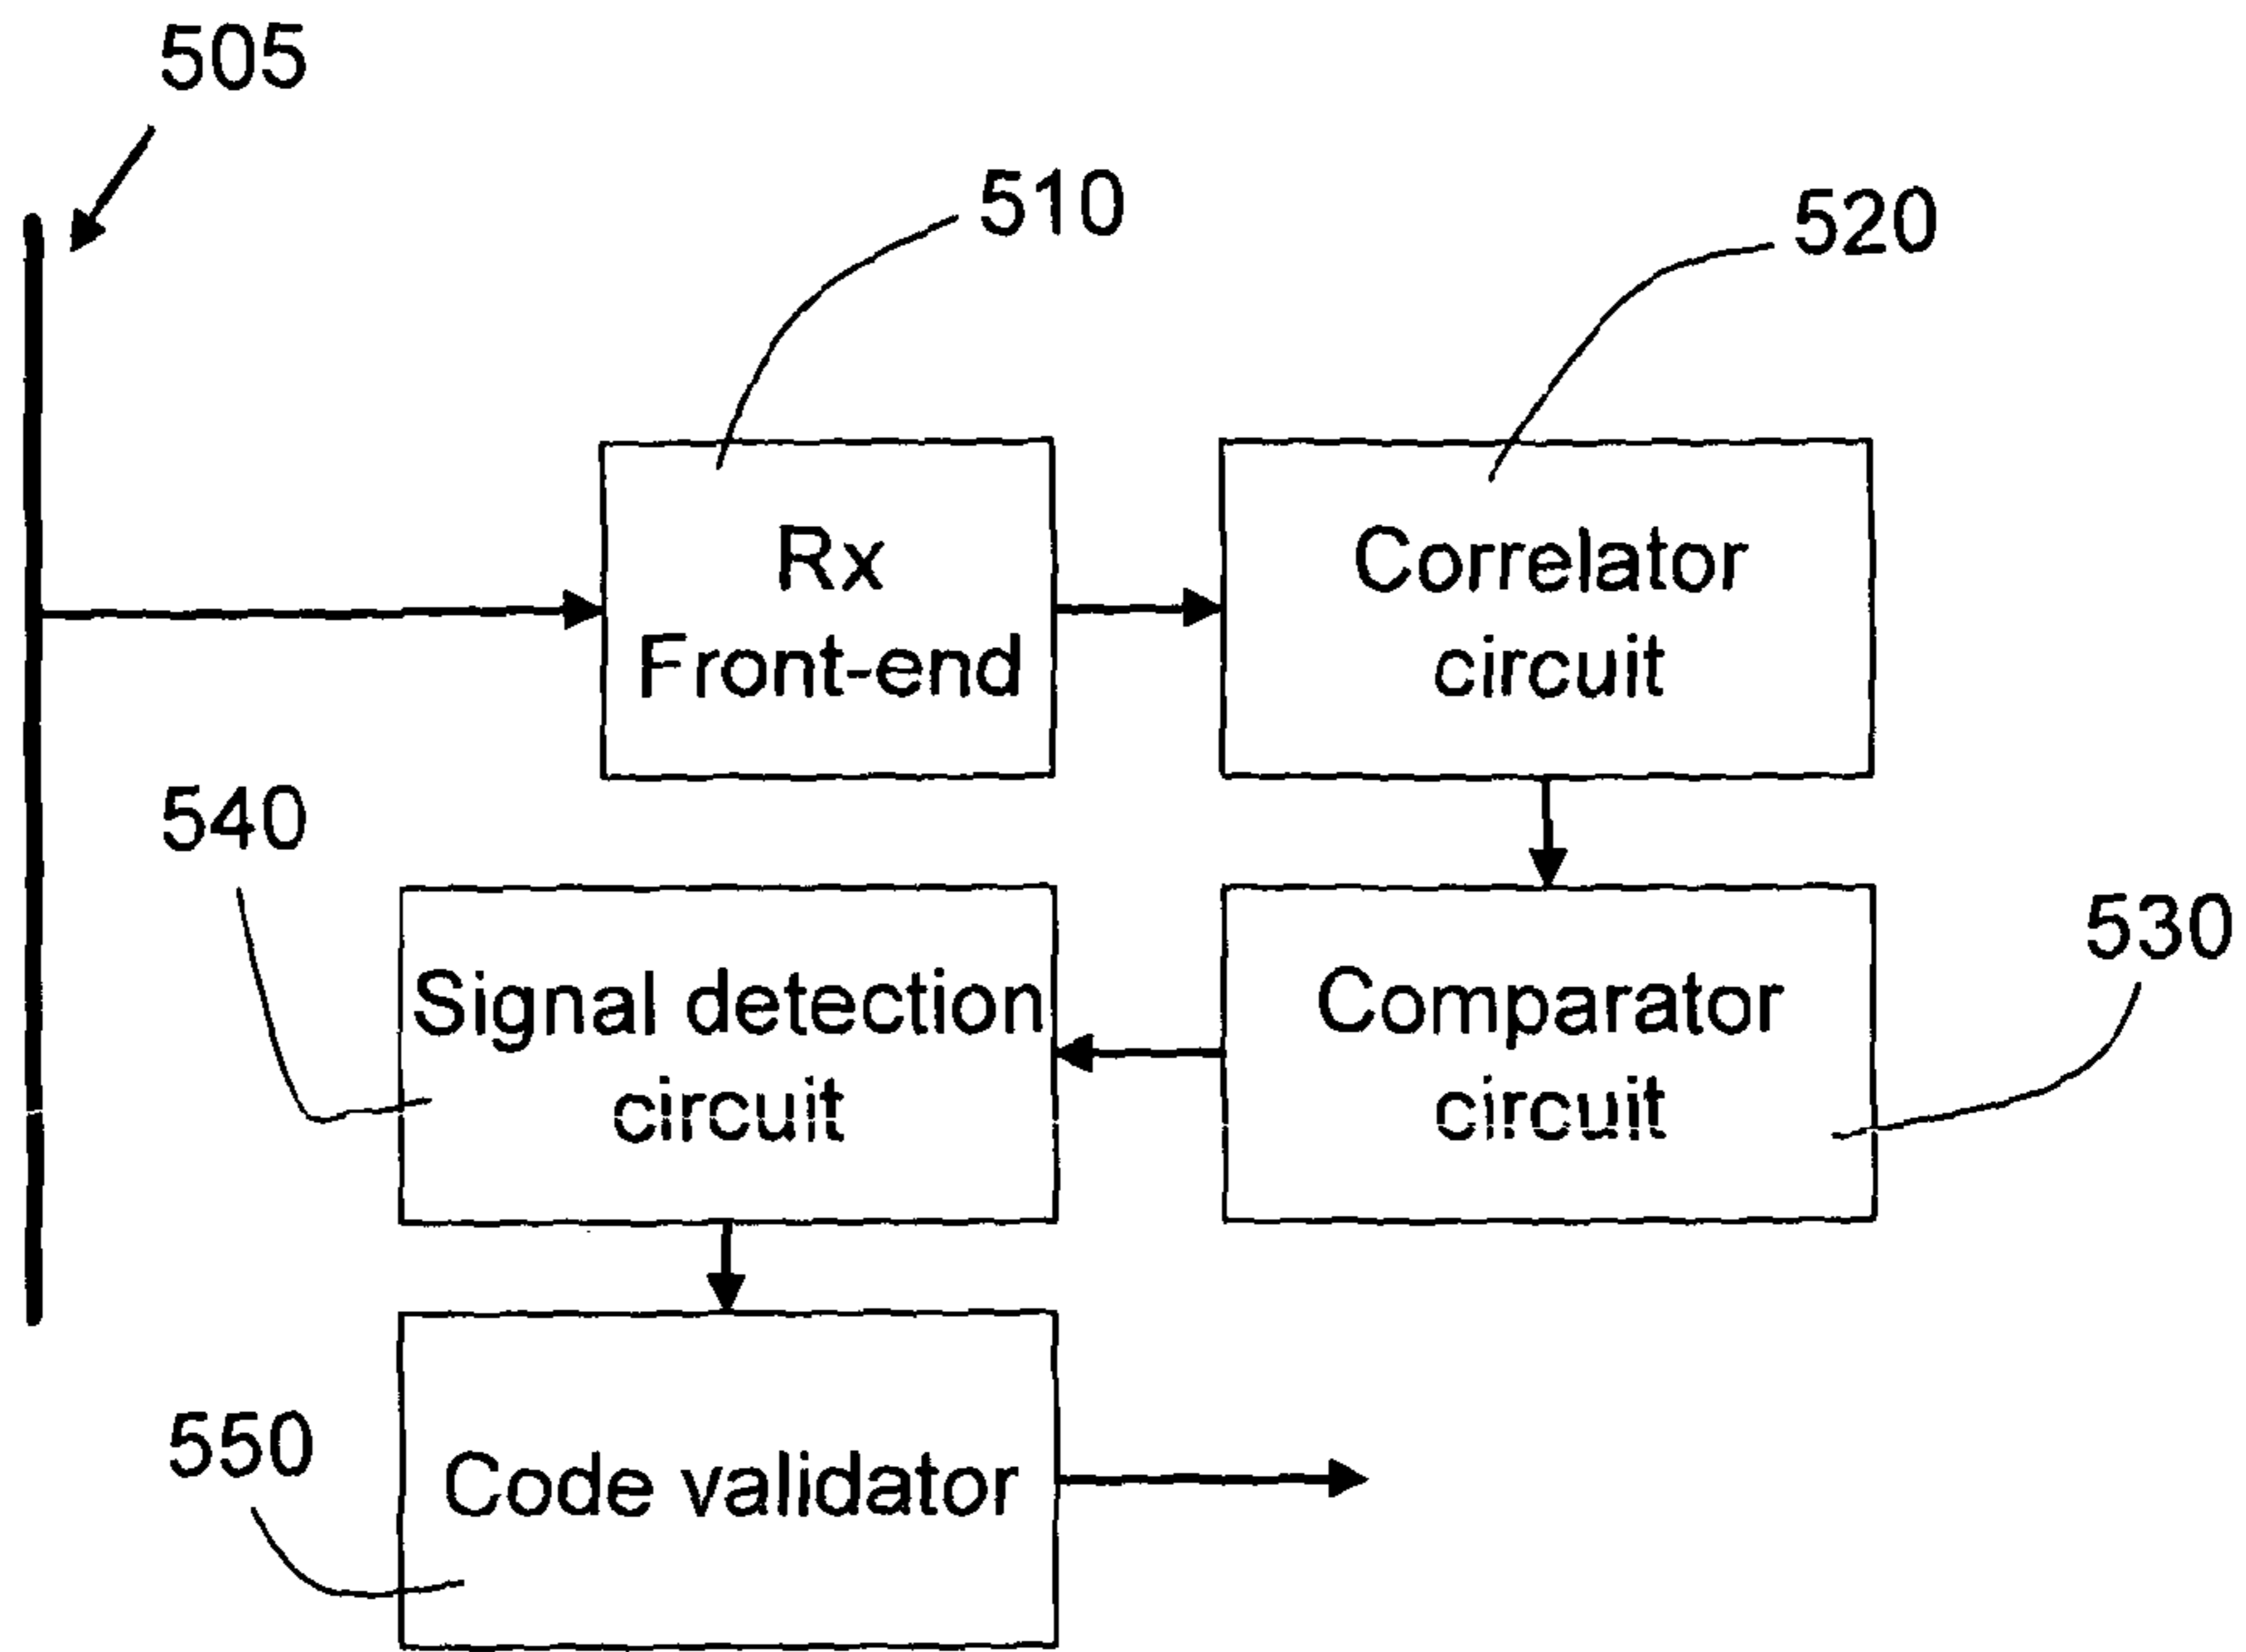 505
510
520
Rx
Front-end
Correlator
circuit
540
530
Signal detection
circuit
Comparator
circuit
550
Code validator